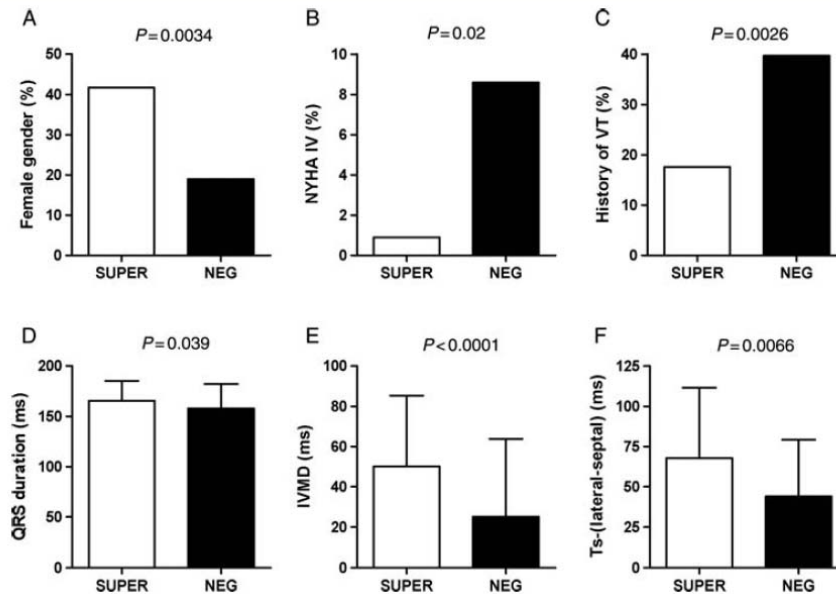 A
P=0.0034
Female gender (%)
50
40
30
20
10
0
SUPER NEG
B
P=0.02
NYHA IV (%)
10
8
6
4
2
0
SUPER NEG
C
P=0.0026
History of VT (%)
40
30
20
10
0
SUPER NEG
D
P=0.039
QRS duration (ms)
200
150
100
50
0
SUPER NEG
E
P<0.0001
IVMD (ms)
100
80
60
40
20
0
SUPER NEG
F
P=0.0066
Ts-(lateral-septal) (ms)
125
100
75
50
25
0
SUPER NEG